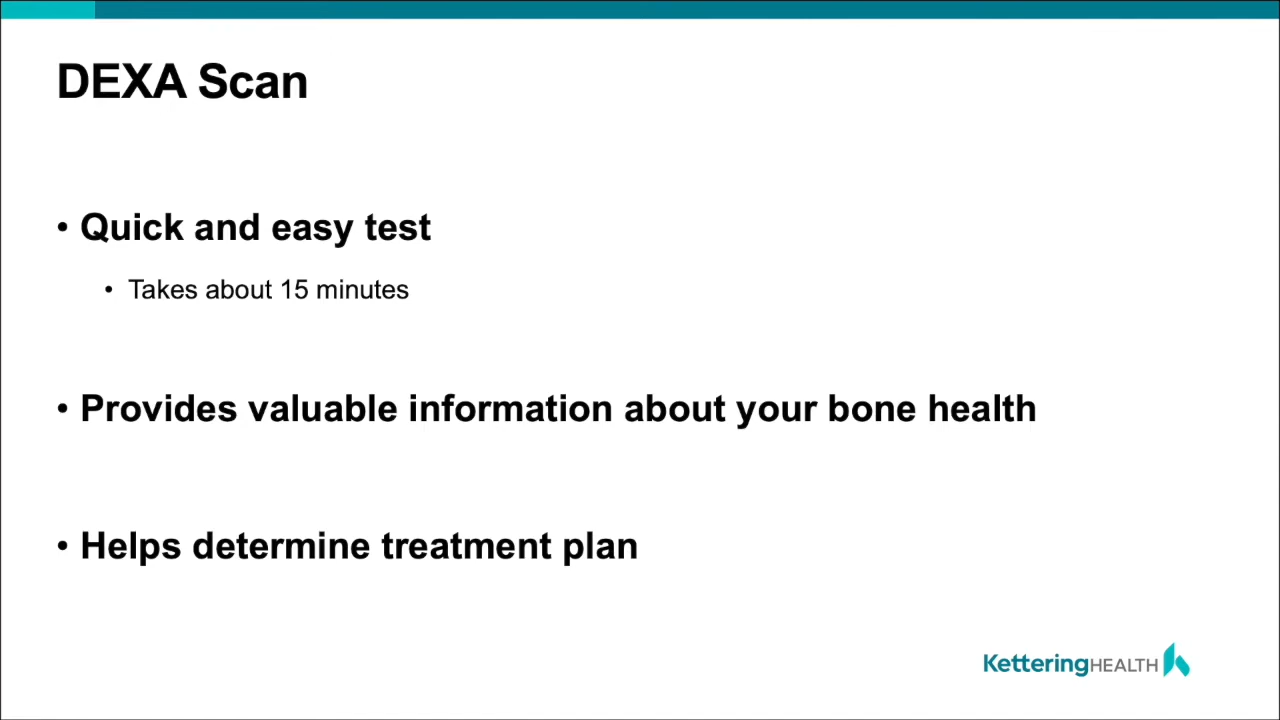 DEXA Scan
• Quick and easy test
• Takes about 15 minutes
• Provides valuable information about your bone health
• Helps determine treatment plan
KetteringHEALTH